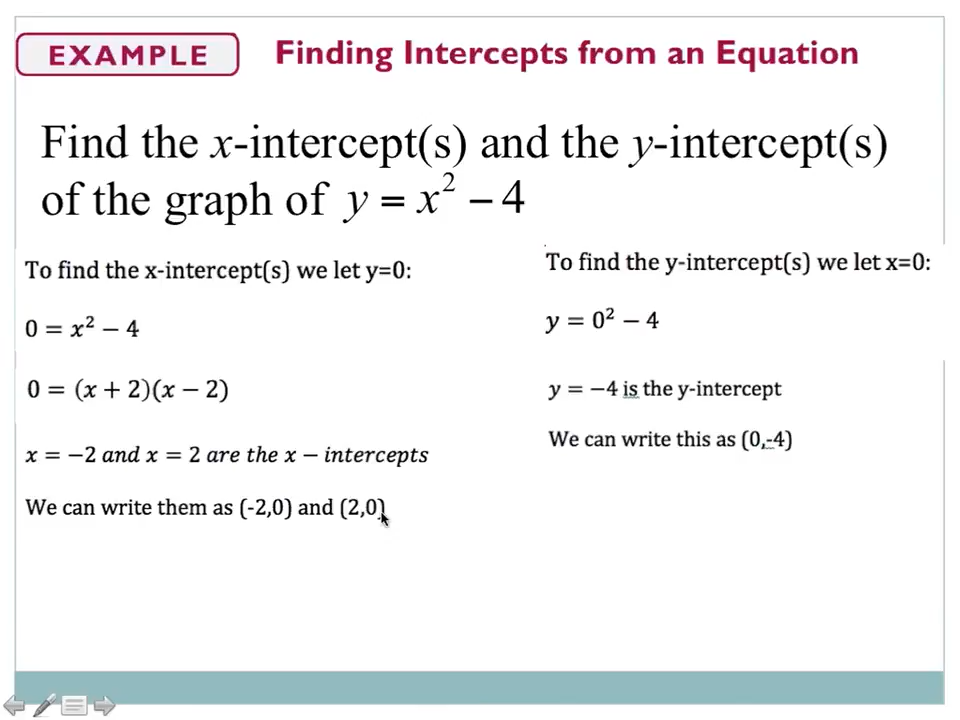 EXAMPLE
Finding Intercepts from an Equation
Find the x-intercept(s) and the y-intercept(s)
of the graph of y = x² − 4
To find the x-intercept(s) we let y=0:
0 = x² − 4
0 = (x + 2)(x − 2)
x = −2 and x = 2 are the x − intercepts
We can write them as (-2,0) and (2,0)
To find the y-intercept(s) we let x=0:
y = 0² − 4
y = −4 is the y-intercept
We can write this as (0,-4)